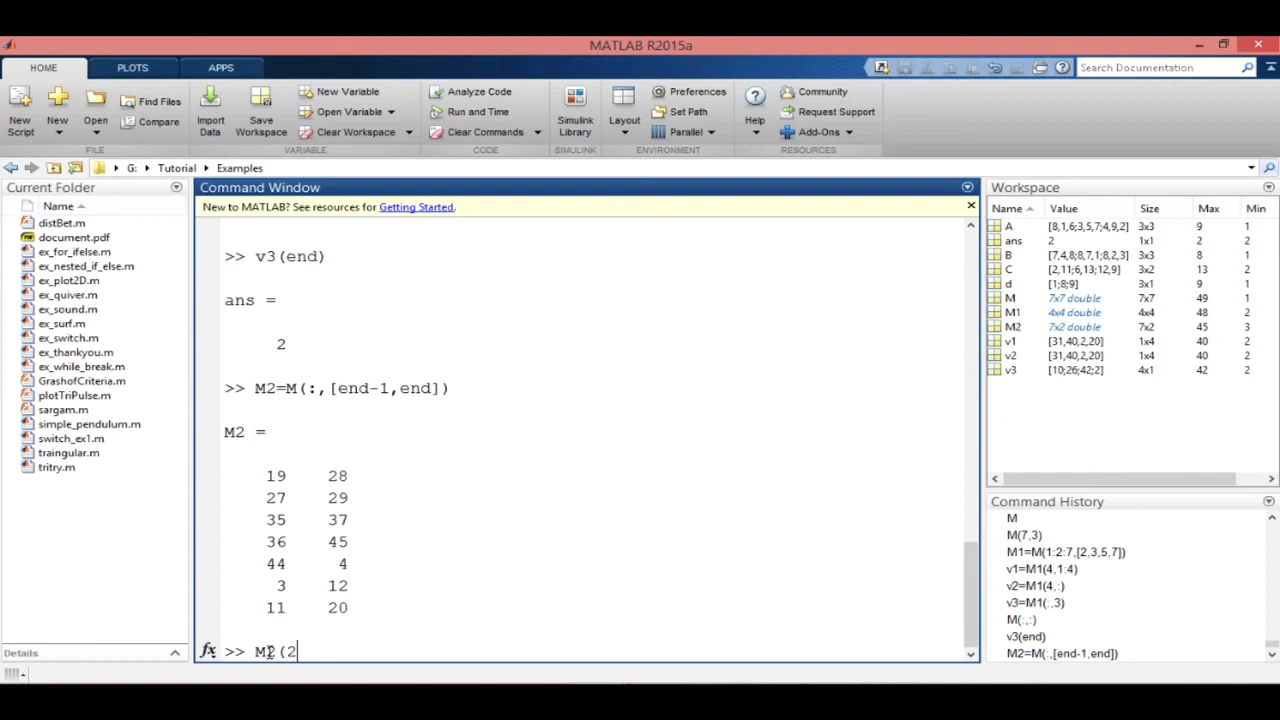 MATLAB R2015a
HOME PLOTS APPS Search Documentation
New Script New Open Find Files Compare Import Data Save Workspace New Variable Open Variable Clear Workspace Analyze Code Run and Time Clear Commands Simulink Library Layout Preferences Set Path Parallel Help Community Request Support Add-Ons
FILE VARIABLE CODE SIMULINK ENVIRONMENT RESOURCES
G: Tutorial Examples
Current Folder
Name
distBet.m
document.pdf
ex_for_ifelse.m
ex_nested_if_else.m
ex_plot2D.m
ex_quiver.m
ex_sound.m
ex_surf.m
ex_switch.m
ex_thankyou.m
ex_while_break.m
GrashofCriteria.m
plotTriPulse.m
sargam.m
simple_pendulum.m
switch_ex1.m
traingular.m
tritry.m
Details
Command Window
New to MATLAB? See resources for Getting Started.
>> v3(end)
ans =
2
>> M2=M(:,[end-1,end])
M2 =
19 28
27 29
35 37
36 45
44 4
3 12
11 20
fx >> M2(2
Workspace
Name Value Size Max Min
A [8,1,6;3,5,7;4,9,2] 3x3 9 1
ans 2 1x1 2 2
B [7,4,8;8,7,1;8,2,3] 3x3 8 1
C [2,11;6,13;12,9] 3x2 13 2
d [1;8;9] 3x1 9 1
M 7x7 double 7x7 49 1
M1 4x4 double 4x4 48 2
M2 7x2 double 7x2 45 3
v1 [31,40,2,20] 1x4 40 2
v2 [31,40,2,20] 1x4 40 2
v3 [10;26;42;2] 4x1 42 2
Command History
M
M(7,3)
M1=M(1:2:7,[2,3,5,7])
v1=M1(4,1:4)
v2=M1(4,:)
v3=M1(:,3)
M(:,:)
v3(end)
M2=M(:,[end-1,end])